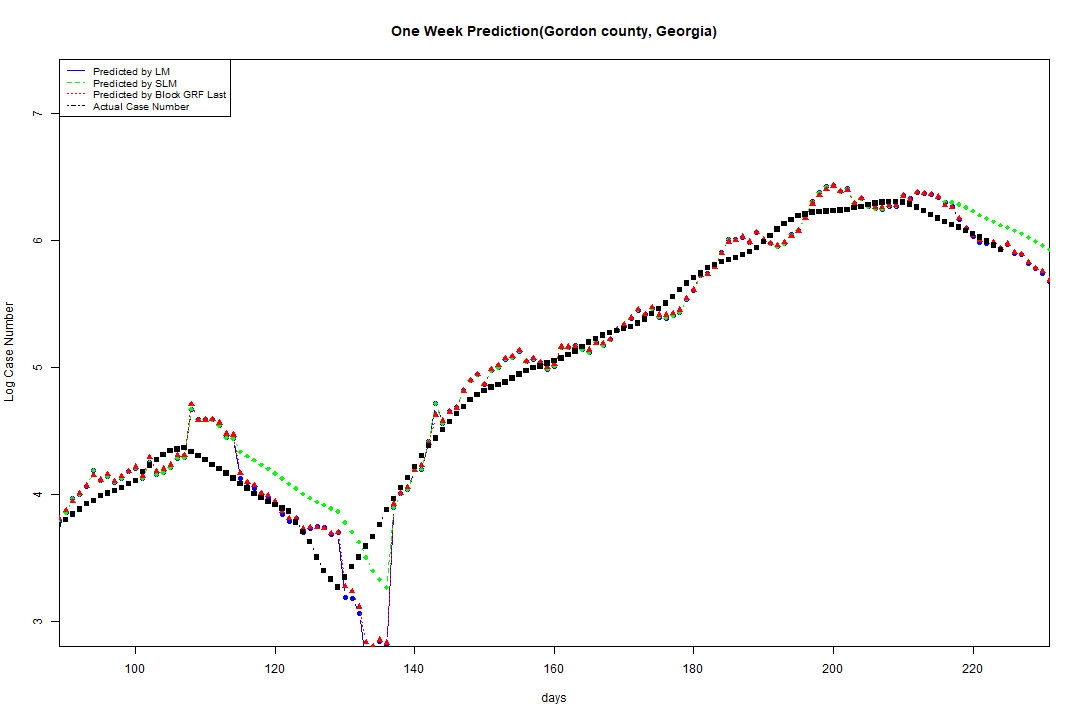 One Week Prediction(Gordon county, Georgia)
Predicted by LM
Predicted by SLM
Predicted by Block GRF Last
Actual Case Number
7
6
5
4
3
Log Case Number
100 120 140 160 180 200 220
days